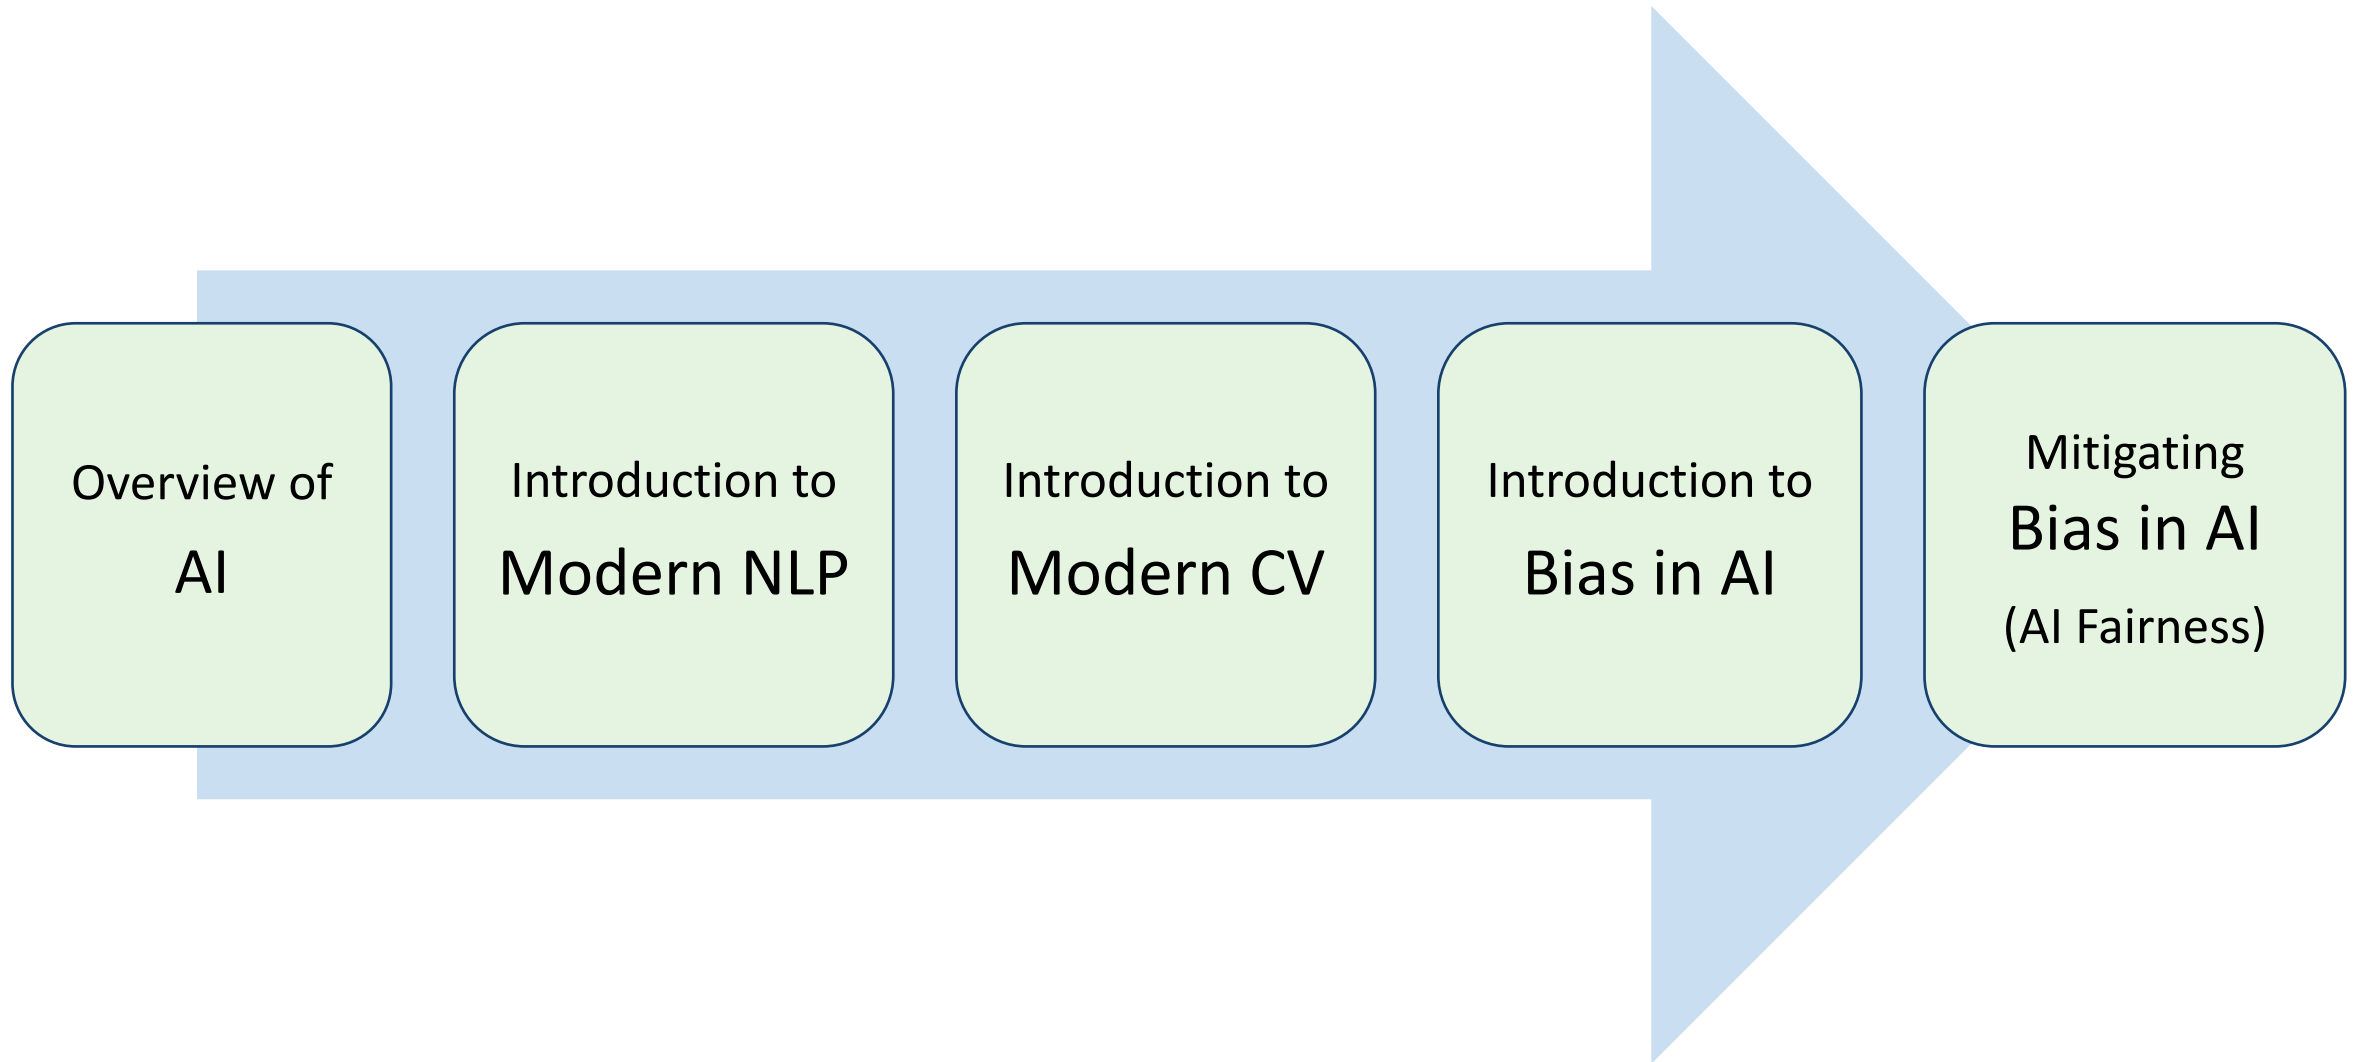 Overview of
AI
Introduction to
Modern NLP
Introduction to
Modern CV
Introduction to
Bias in AI
Mitigating
Bias in AI
(AI Fairness)